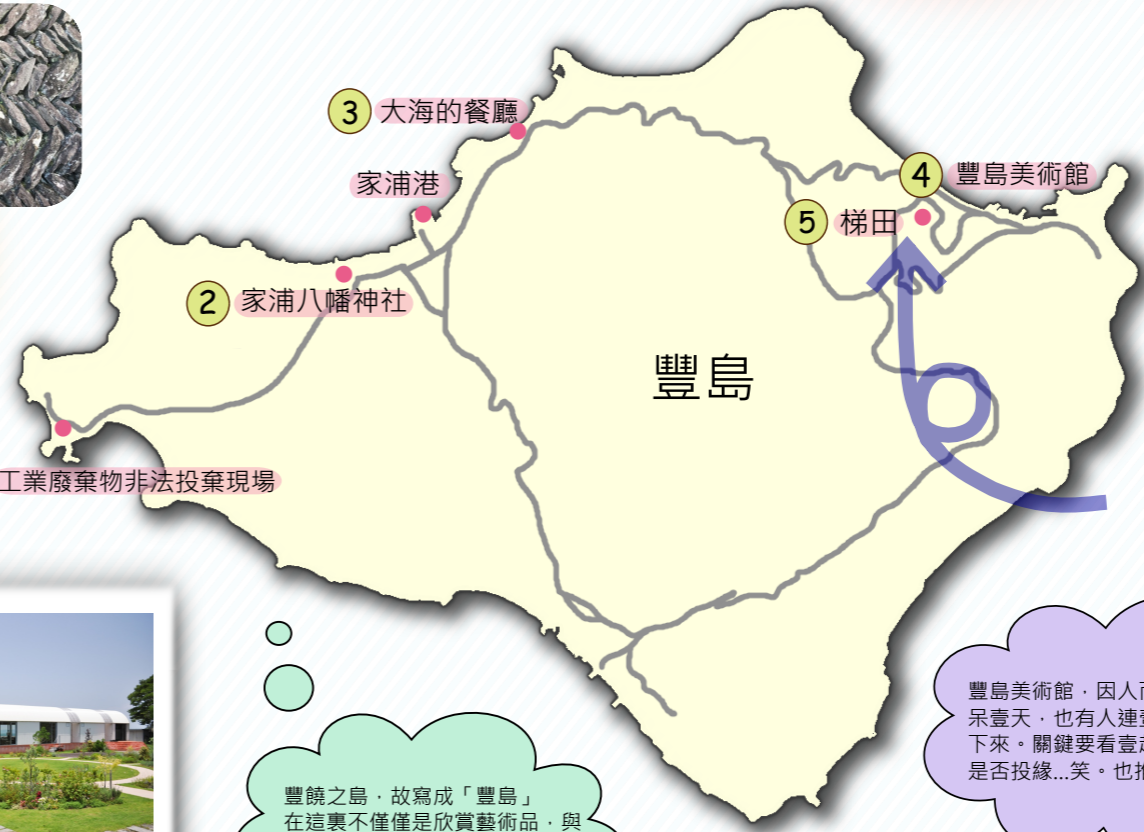 3 大海的餐廳
家浦港
4 豐島美術館
5 梯田
2 家浦八幡神社
豐島
工業廢棄物非法投棄現場
豐饒之島，故寫成「豐島」
在這裏不僅僅是欣賞藝術品，與
豐島美術館，因人而
呆壹天，也有人連壹
下來。關鍵要看壹起
是否投緣...笑。也推